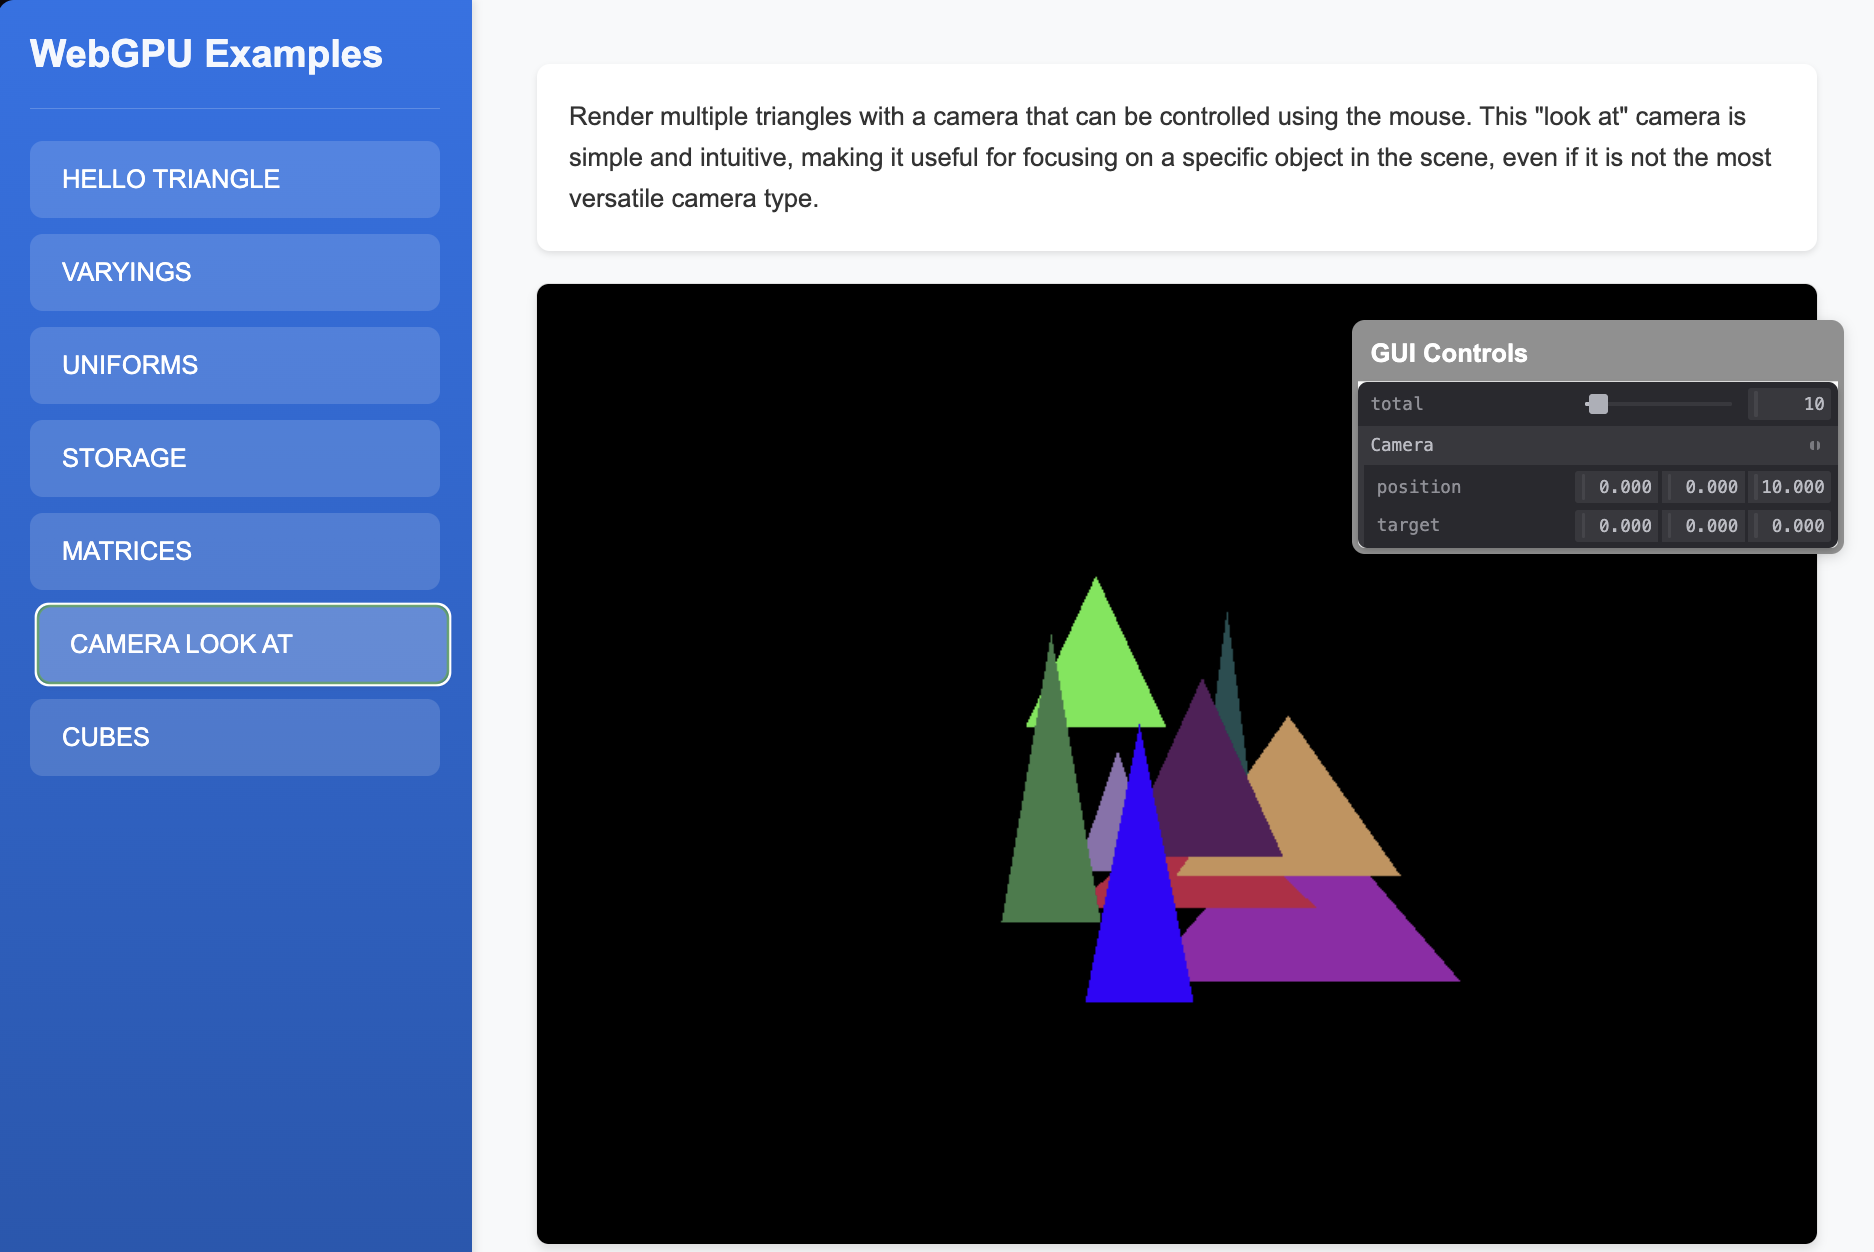 WebGPU Examples
HELLO TRIANGLE
VARYINGS
UNIFORMS
STORAGE
MATRICES
CAMERA LOOK AT
CUBES
Render multiple triangles with a camera that can be controlled using the mouse. This "look at" camera is
simple and intuitive, making it useful for focusing on a specific object in the scene, even if it is not the most
versatile camera type.
GUI Controls
total 10
Camera
position 0.000 0.000 10.000
target 0.000 0.000 0.000